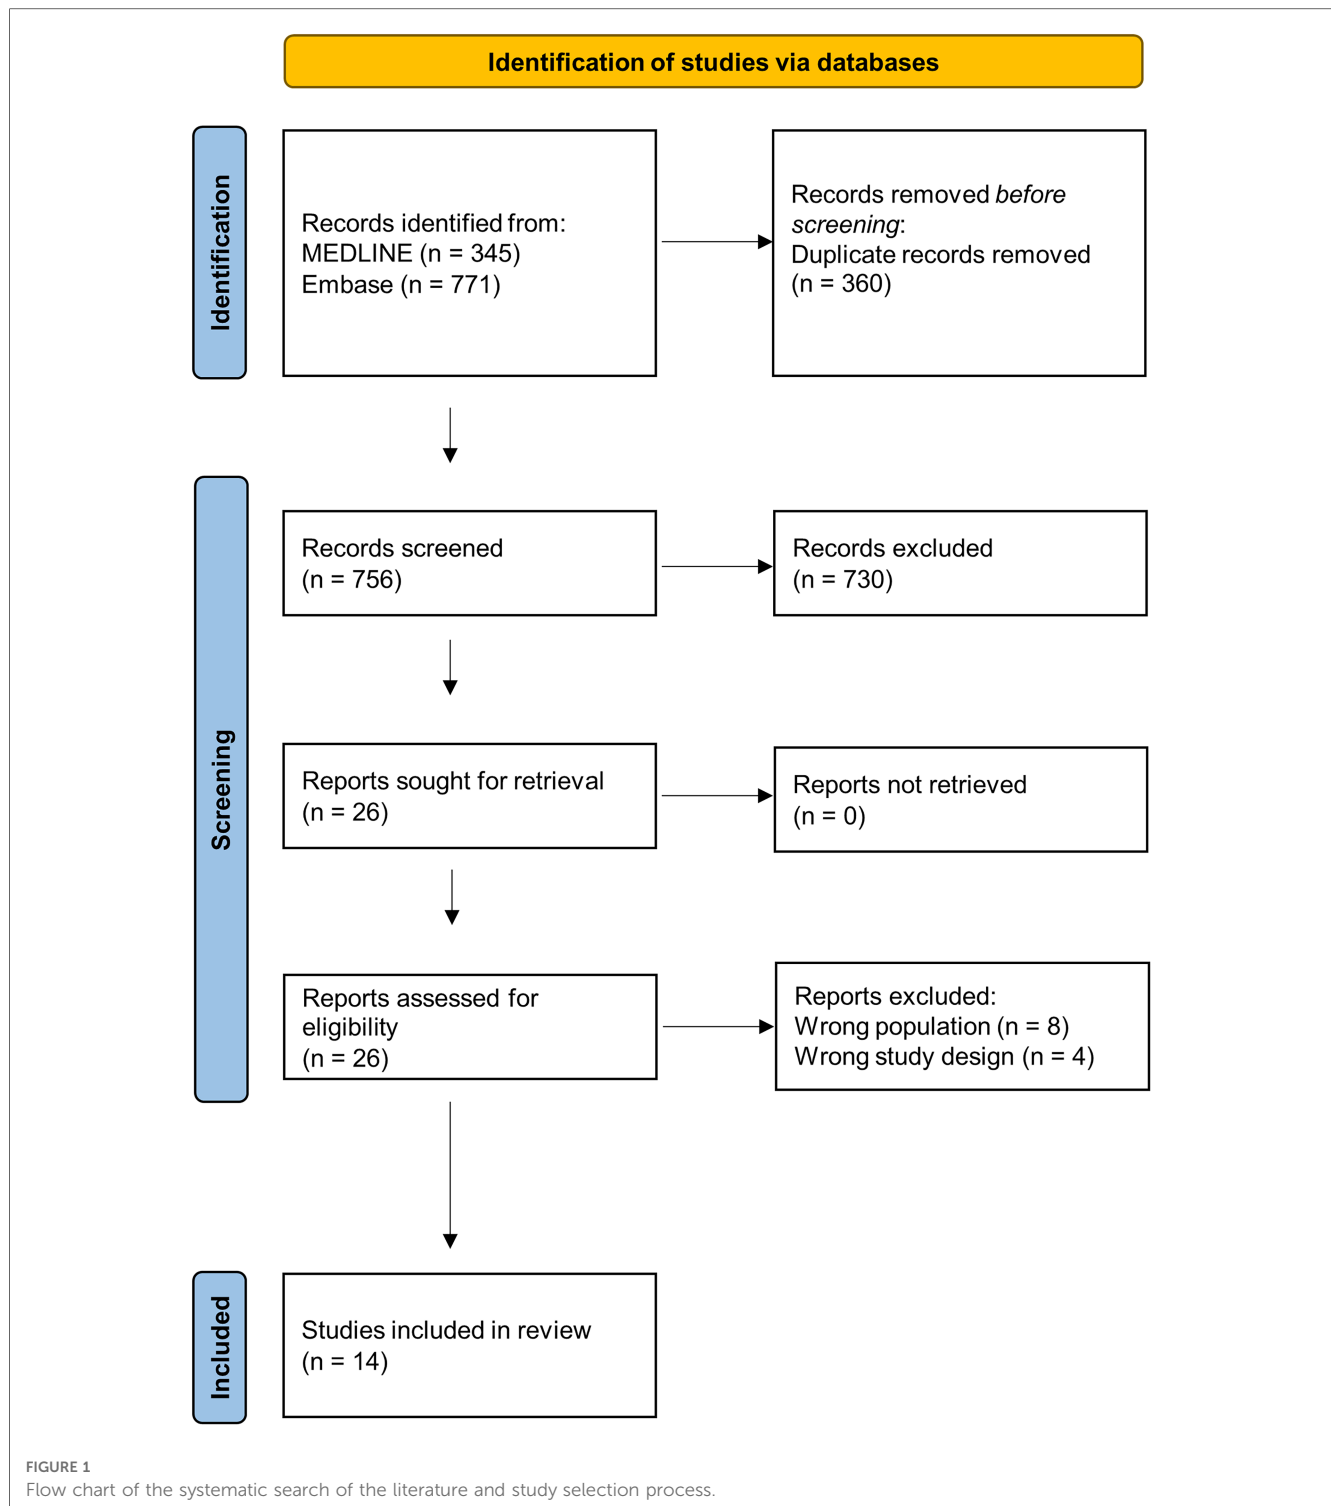 Identification of studies via databases
Identification
Records identified from:
MEDLINE (n = 345)
Embase (n = 771)
Records removed before
screening:
Duplicate records removed
(n = 360)
Screening
Records screened
(n = 756)
Records excluded
(n = 730)
Reports sought for retrieval
(n = 26)
Reports not retrieved
(n = 0)
Reports assessed for
eligibility
(n = 26)
Reports excluded:
Wrong population (n = 8)
Wrong study design (n = 4)
Included
Studies included in review
(n = 14)
FIGURE 1
Flow chart of the systematic search of the literature and study selection process.